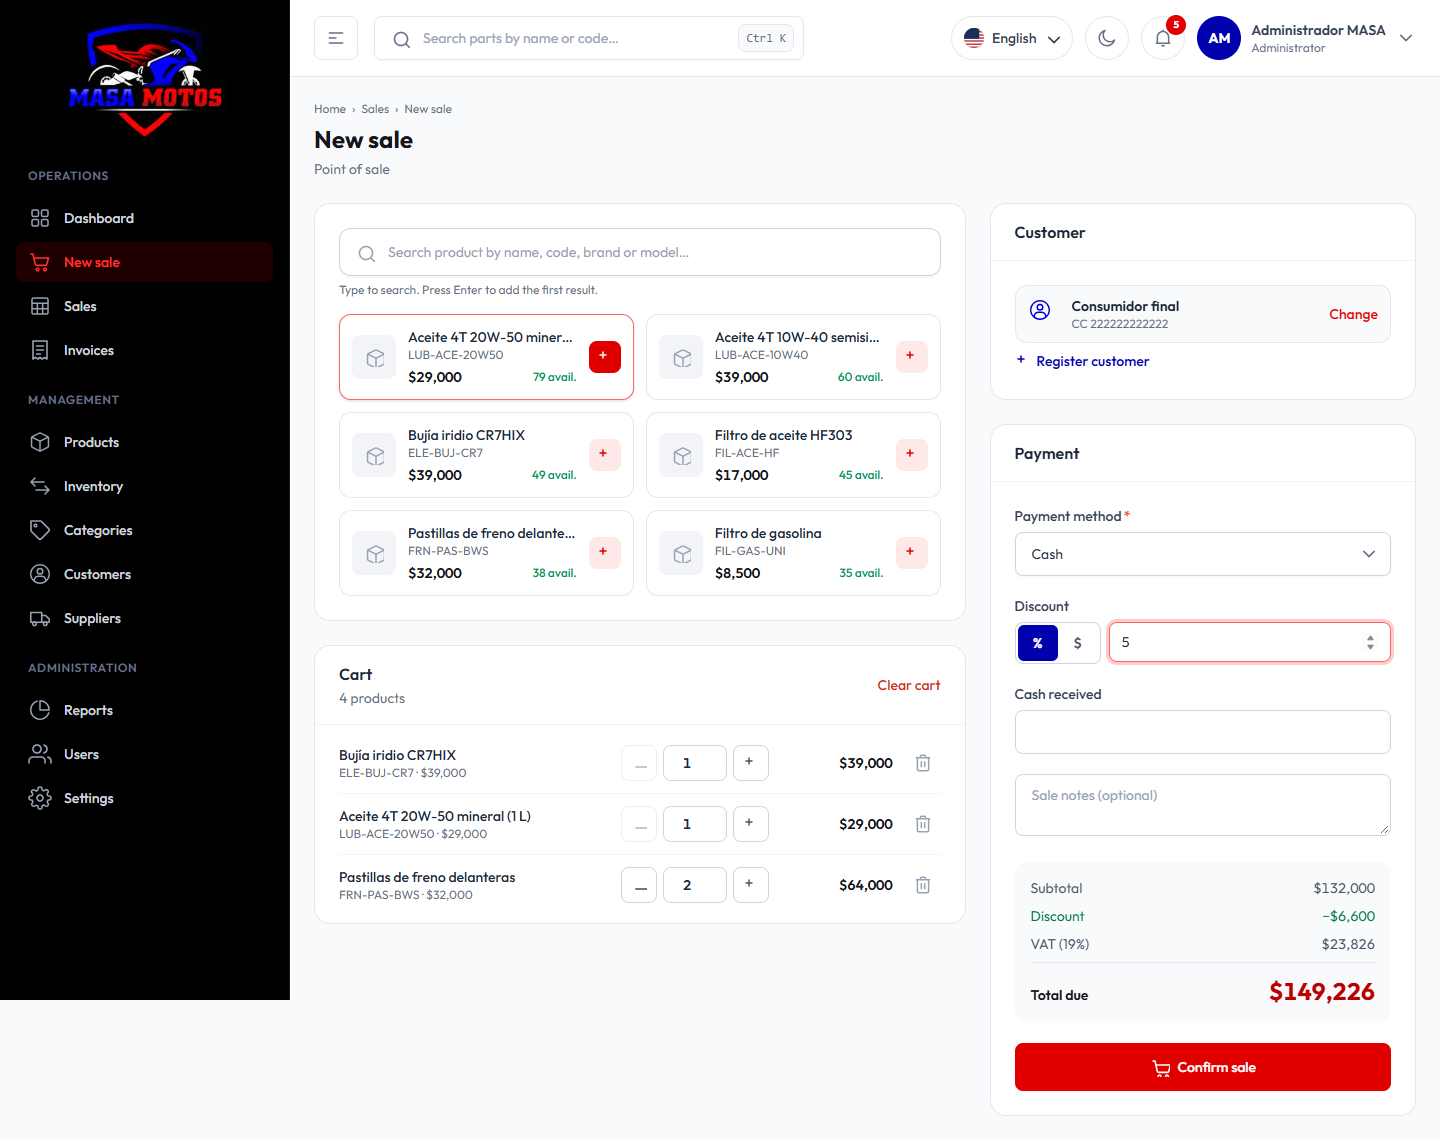 MASA MOTOS
OPERATIONS
Dashboard
New sale
Sales
Invoices
MANAGEMENT
Products
Inventory
Categories
Customers
Suppliers
ADMINISTRATION
Reports
Users
Settings
Search parts by name or code...
Ctrl K
English
5
AM
Administrador MASA
Administrator
Home › Sales › New sale
New sale
Point of sale
Search product by name, code, brand or model...
Type to search. Press Enter to add the first result.
Aceite 4T 20W-50 miner...
LUB-ACE-20W50
$29,000 79 avail.
+
Aceite 4T 10W-40 semisi...
LUB-ACE-10W40
$39,000 60 avail.
+
Bujía iridio CR7HIX
ELE-BUJ-CR7
$39,000 49 avail.
+
Filtro de aceite HF303
FIL-ACE-HF
$17,000 45 avail.
+
Pastillas de freno delante...
FRN-PAS-BWS
$32,000 38 avail.
+
Filtro de gasolina
FIL-GAS-UNI
$8,500 35 avail.
+
Cart
4 products
Clear cart
Bujía iridio CR7HIX
ELE-BUJ-CR7 · $39,000
— 1 + $39,000
Aceite 4T 20W-50 mineral (1 L)
LUB-ACE-20W50 · $29,000
— 1 + $29,000
Pastillas de freno delanteras
FRN-PAS-BWS · $32,000
— 2 + $64,000
Customer
Consumidor final
CC 222222222222
Change
+ Register customer
Payment
Payment method *
Cash
Discount
% $ 5
Cash received
Sale notes (optional)
Subtotal $132,000
Discount −$6,600
VAT (19%) $23,826
Total due $149,226
Confirm sale